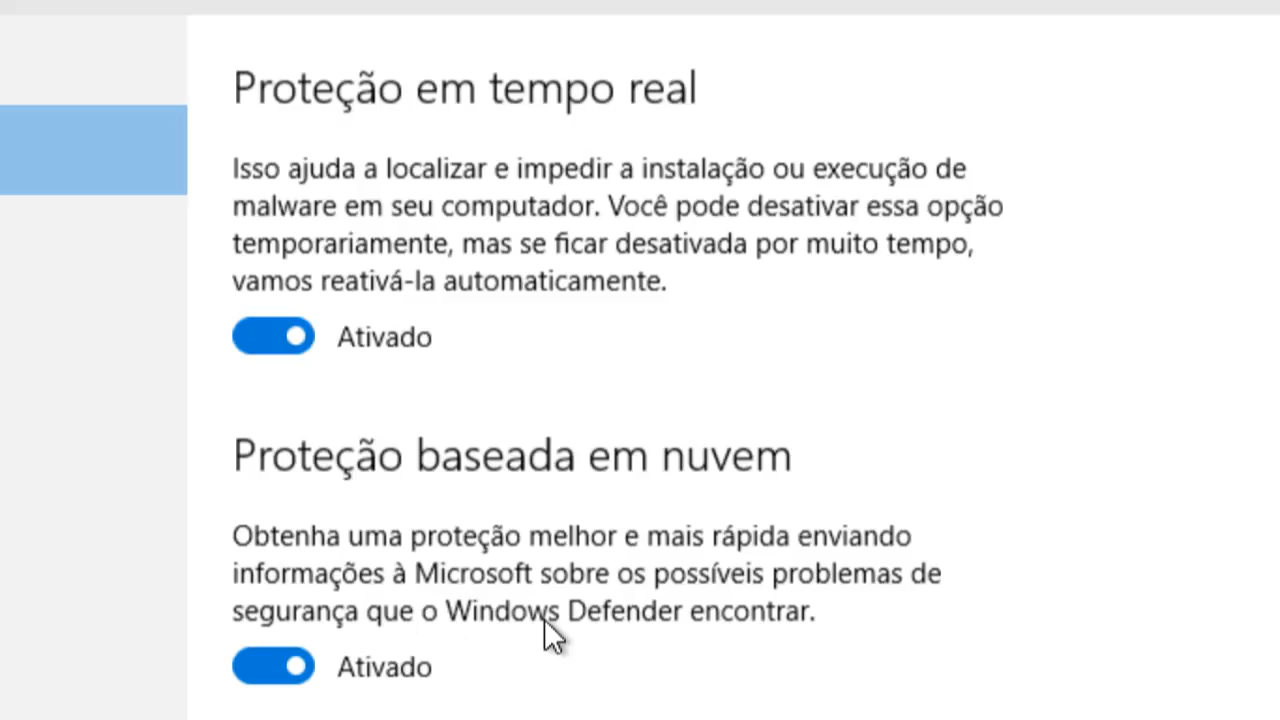 Proteção em tempo real
Isso ajuda a localizar e impedir a instalação ou execução de
malware em seu computador. Você pode desativar essa opção
temporariamente, mas se ficar desativada por muito tempo,
vamos reativá-la automaticamente.
Ativado
Proteção baseada em nuvem
Obtenha uma proteção melhor e mais rápida enviando
informações à Microsoft sobre os possíveis problemas de
segurança que o Windows Defender encontrar.
Ativado